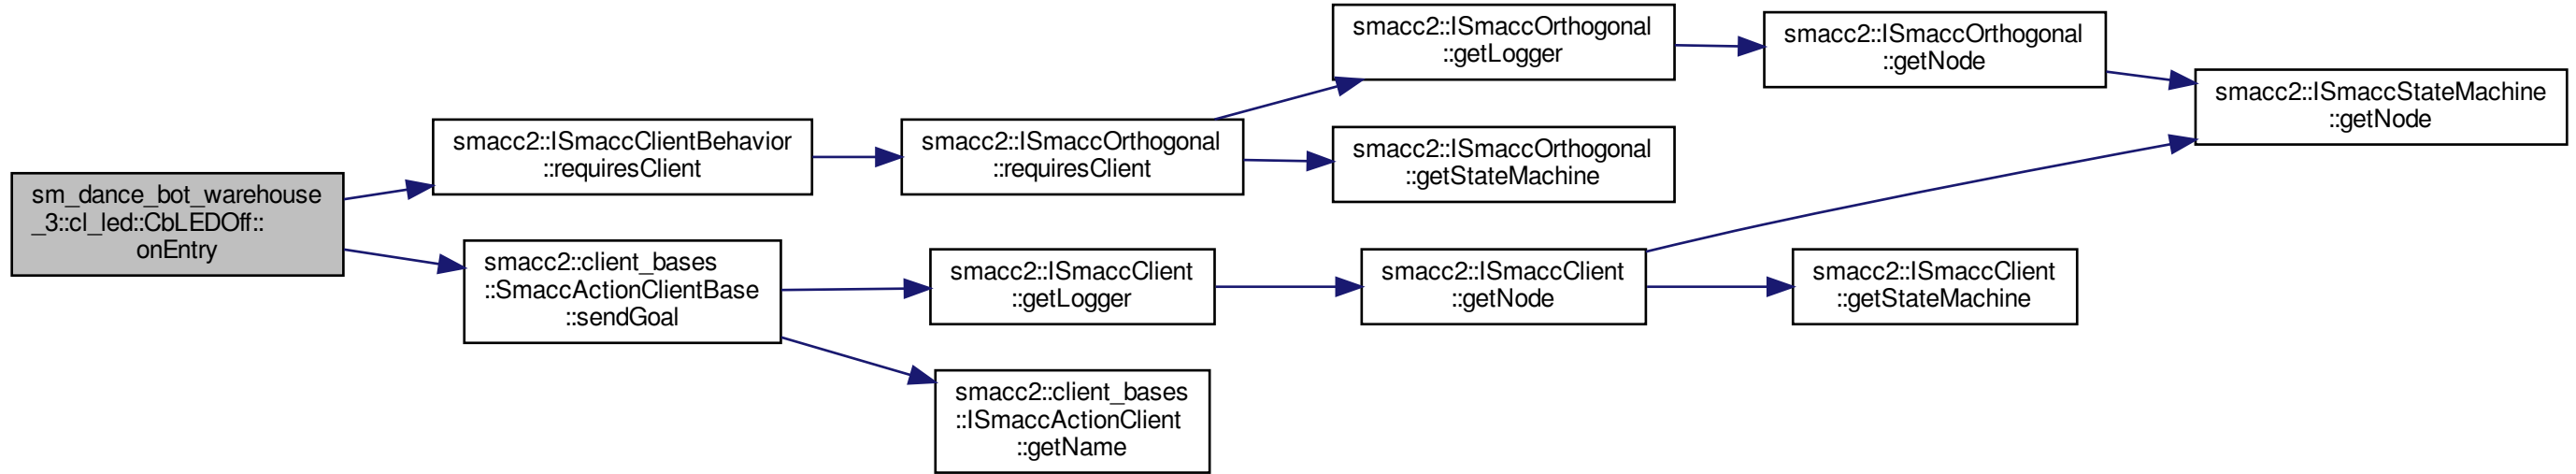 sm_dance_bot_warehouse
_3::cl_led::CbLEDOff::
onEntry
smacc2::ISmaccClientBehavior
::requiresClient
smacc2::ISmaccOrthogonal
::requiresClient
smacc2::ISmaccOrthogonal
::getLogger
smacc2::ISmaccOrthogonal
::getNode
smacc2::ISmaccStateMachine
::getNode
smacc2::ISmaccOrthogonal
::getStateMachine
smacc2::client_bases
::SmaccActionClientBase
::sendGoal
smacc2::ISmaccClient
::getLogger
smacc2::ISmaccClient
::getNode
smacc2::ISmaccClient
::getStateMachine
smacc2::client_bases
::ISmaccActionClient
::getName